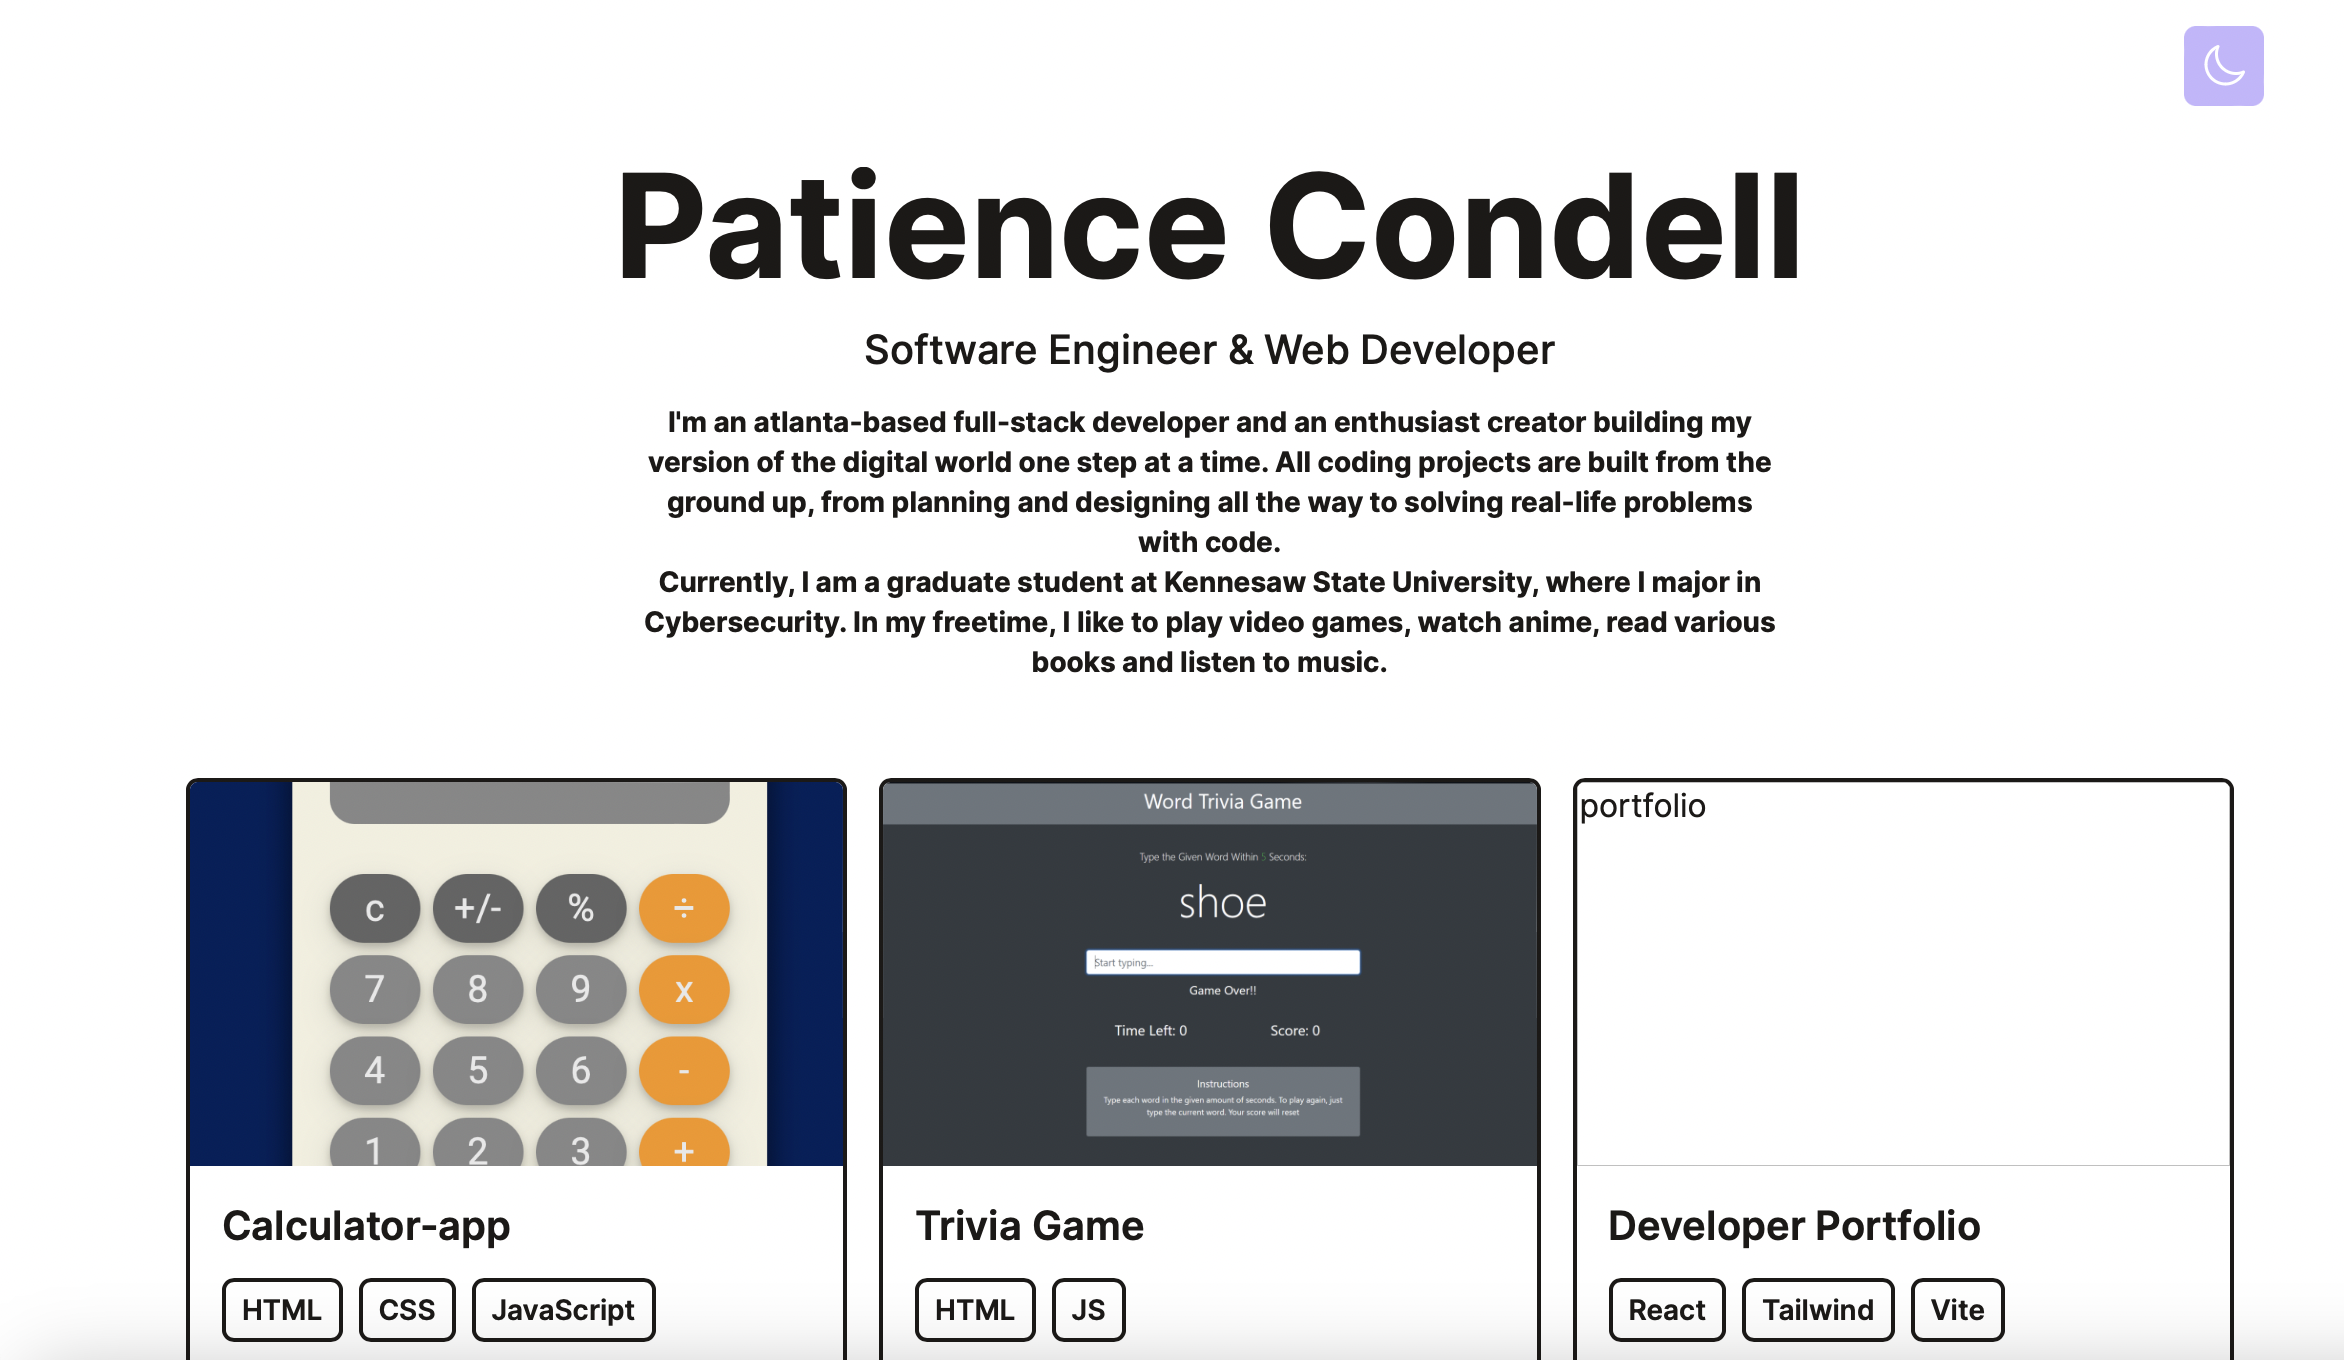 Patience Condell
Software Engineer & Web Developer
I'm an atlanta-based full-stack developer and an enthusiast creator building my
version of the digital world one step at a time. All coding projects are built from the
ground up, from planning and designing all the way to solving real-life problems
with code.
Currently, I am a graduate student at Kennesaw State University, where I major in
Cybersecurity. In my freetime, I like to play video games, watch anime, read various
books and listen to music.
c +/- % ÷
7 8 9 x
4 5 6 -
1 2 3 +
Calculator-app
HTML CSS JavaScript
Word Trivia Game
Type the Given Word Within 5 Seconds:
shoe
Start typing...
Game Over!!
Time Left: 0 Score: 0
Instructions
Type each word in the given amount of seconds. To play again, just
type the current word. Your score will reset
Trivia Game
HTML JS
portfolio
Developer Portfolio
React Tailwind Vite